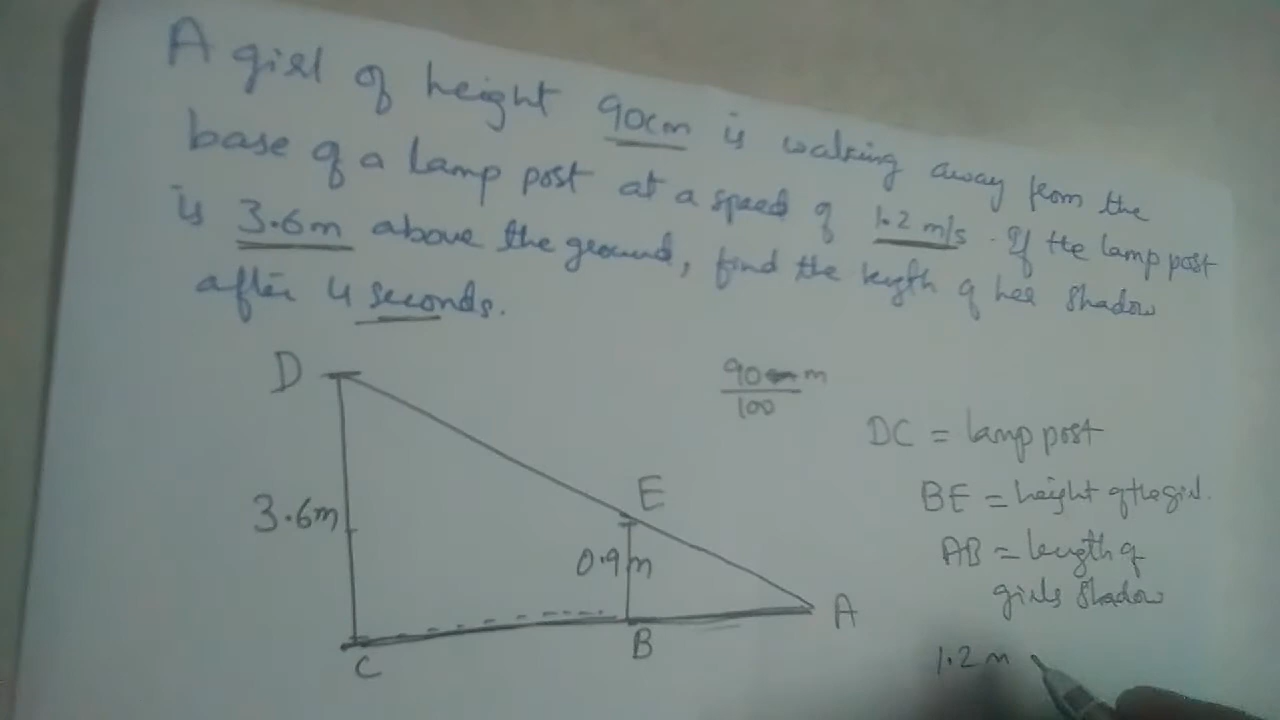 A girl of height 90cm is walking away from the
base of a Lamp post at a speed of 1.2 m/s. If the lamp post
is 3.6m above the ground, find the length of her shadow
after 4 seconds.
D
90 m
100
DC = lamp post
E
BE = height of the girl.
3.6m
0.9m
AB = length of
girls shadow
A
B
C
1.2 m